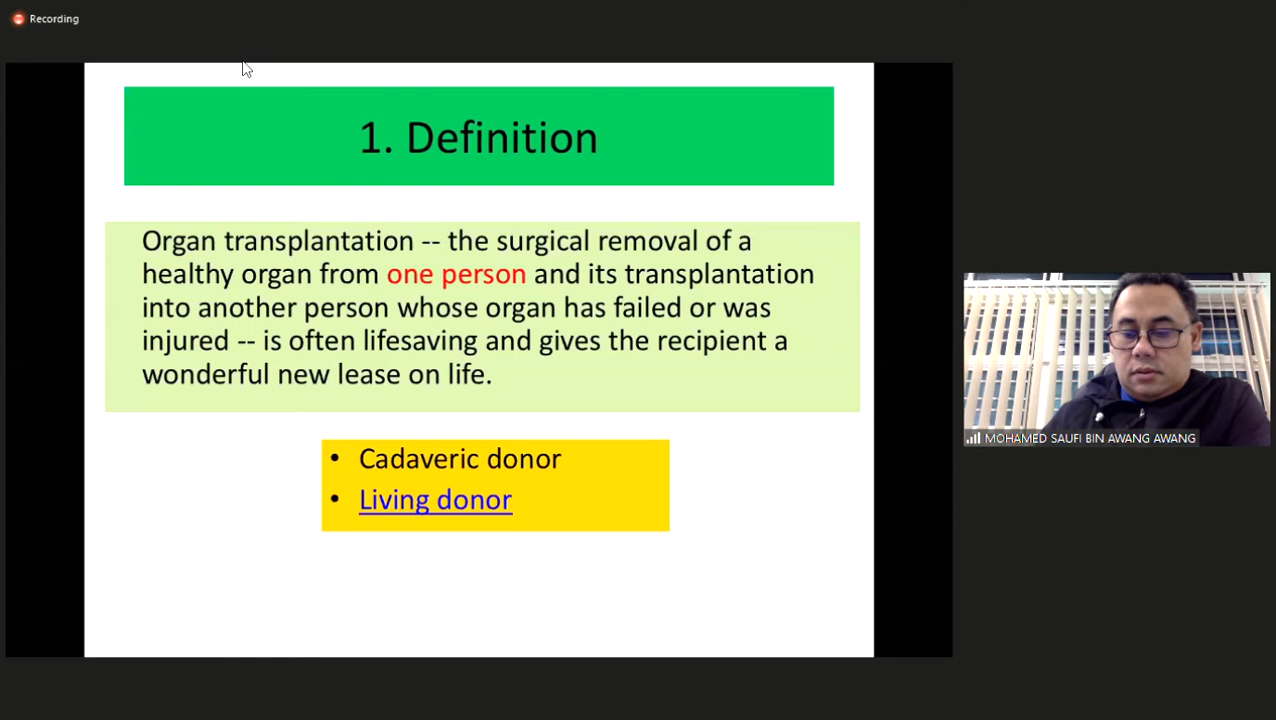 Recording
1. Definition
Organ transplantation -- the surgical removal of a
healthy organ from one person and its transplantation
into another person whose organ has failed or was
injured -- is often lifesaving and gives the recipient a
wonderful new lease on life.
• Cadaveric donor
• Living donor
MOHAMED SAUFI BIN AWANG AWANG